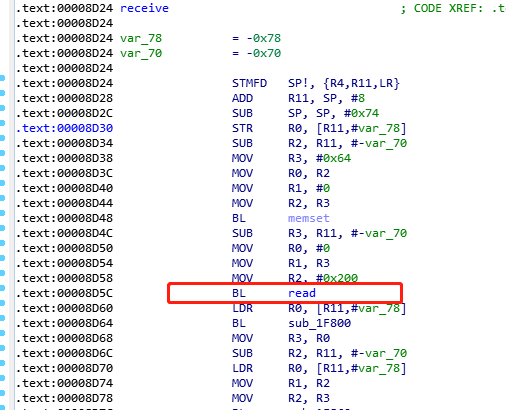 .text:00008D24 receive ; CODE XREF: .t
.text:00008D24
.text:00008D24 var_78 = -0x78
.text:00008D24 var_70 = -0x70
.text:00008D24
.text:00008D24 STMFD SP!, {R4,R11,LR}
.text:00008D28 ADD R11, SP, #8
.text:00008D2C SUB SP, SP, #0x74
.text:00008D30 STR R0, [R11,#var_78]
.text:00008D34 SUB R2, R11, #-var_70
.text:00008D38 MOV R3, #0x64
.text:00008D3C MOV R0, R2
.text:00008D40 MOV R1, #0
.text:00008D44 MOV R2, R3
.text:00008D48 BL memset
.text:00008D4C SUB R3, R11, #-var_70
.text:00008D50 MOV R0, #0
.text:00008D54 MOV R1, R3
.text:00008D58 MOV R2, #0x200
.text:00008D5C BL read
.text:00008D60 LDR R0, [R11,#var_78]
.text:00008D64 BL sub_1F800
.text:00008D68 MOV R3, R0
.text:00008D6C SUB R2, R11, #-var_70
.text:00008D70 LDR R0, [R11,#var_78]
.text:00008D74 MOV R1, R2
.text:00008D78 MOV R2, R3